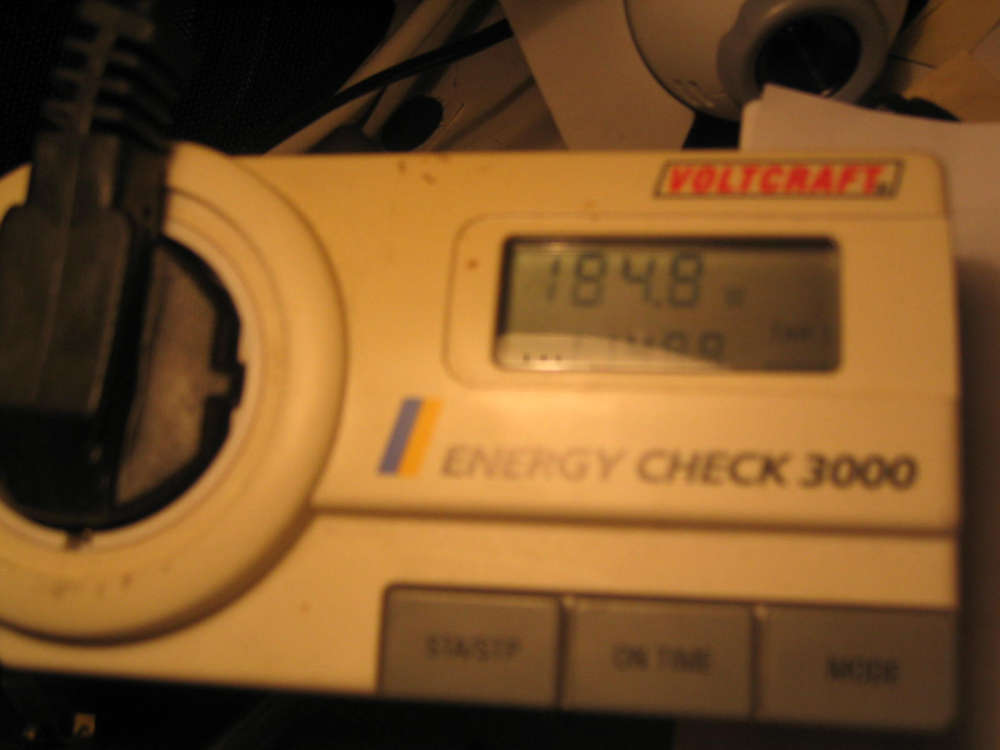 VOLTCRAFT®
184.8 W
ENERGY CHECK 3000
STA/STP ON TIME MODE